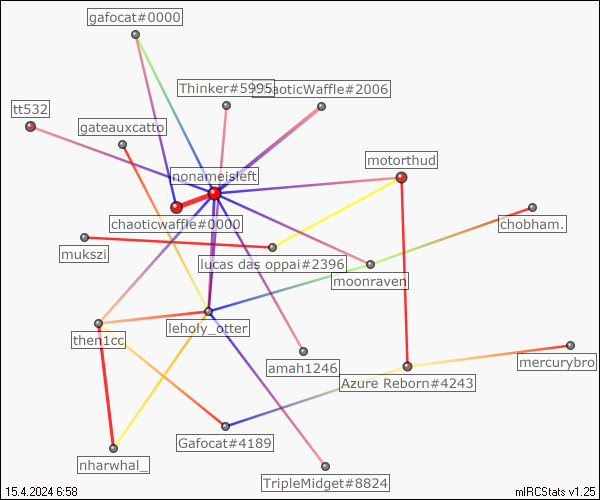 gafocat#0000
Thinker#5995
aoticWaffle#2006
tt532
gateauxcatto
motorthud
nonameisleft
chaoticwaffle#0000
chobham.
mukszi
lucas das oppai#2396
moonraven
leholy_otter
then1cc
amah1246
mercurybro
Azure Reborn#4243
Gafocat#4189
nharwhal_
TripleMidget#8824
15.4.2024 6:58
mIRCStats v1.25